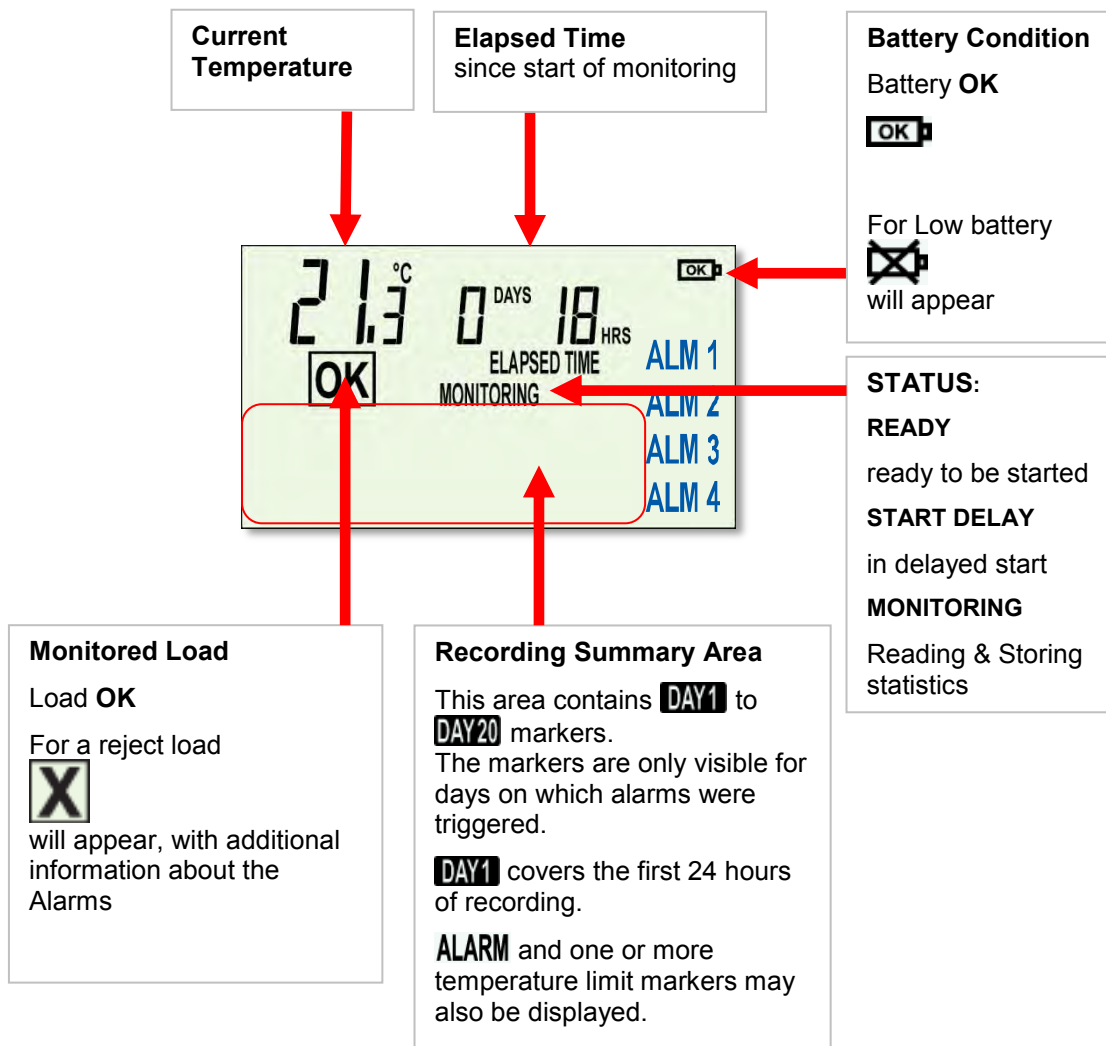 Current
Temperature
Elapsed Time
since start of monitoring
Battery Condition
Battery OK
OK
For Low battery
will appear
21.3 °C
0 DAYS 18 HRS
OK
ELAPSED TIME
OK
MONITORING
ALM 1
ALM 2
ALM 3
ALM 4
STATUS:
READY
ready to be started
START DELAY
in delayed start
MONITORING
Reading & Storing
statistics
Monitored Load
Load OK
For a reject load
X
will appear, with additional
information about the
Alarms
Recording Summary Area
This area contains DAY1 to
DAY20 markers.
The markers are only visible for
days on which alarms were
triggered.
DAY1 covers the first 24 hours
of recording.
ALARM and one or more
temperature limit markers may
also be displayed.